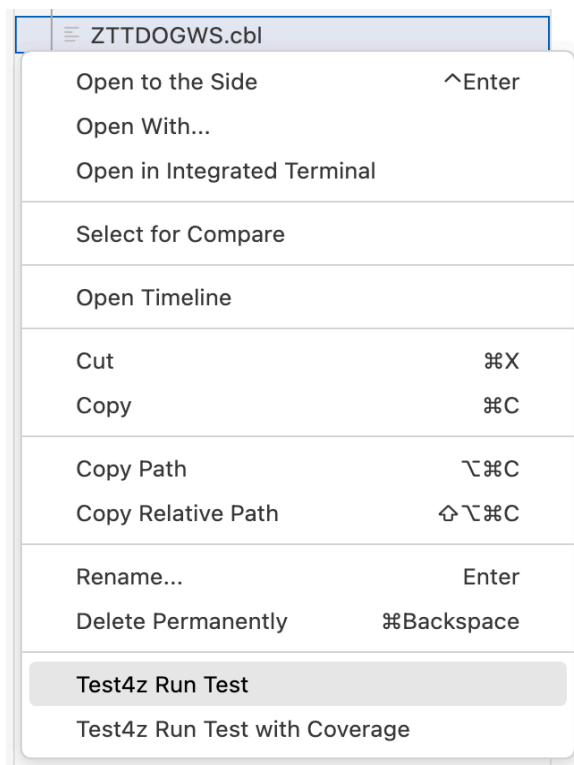 ZTTDOGWS.cbl
Open to the Side ^Enter
Open With...
Open in Integrated Terminal
Select for Compare
Open Timeline
Cut ⌘X
Copy ⌘C
Copy Path ⌥⌘C
Copy Relative Path ⇧⌥⌘C
Rename... Enter
Delete Permanently ⌘Backspace
Test4z Run Test
Test4z Run Test with Coverage